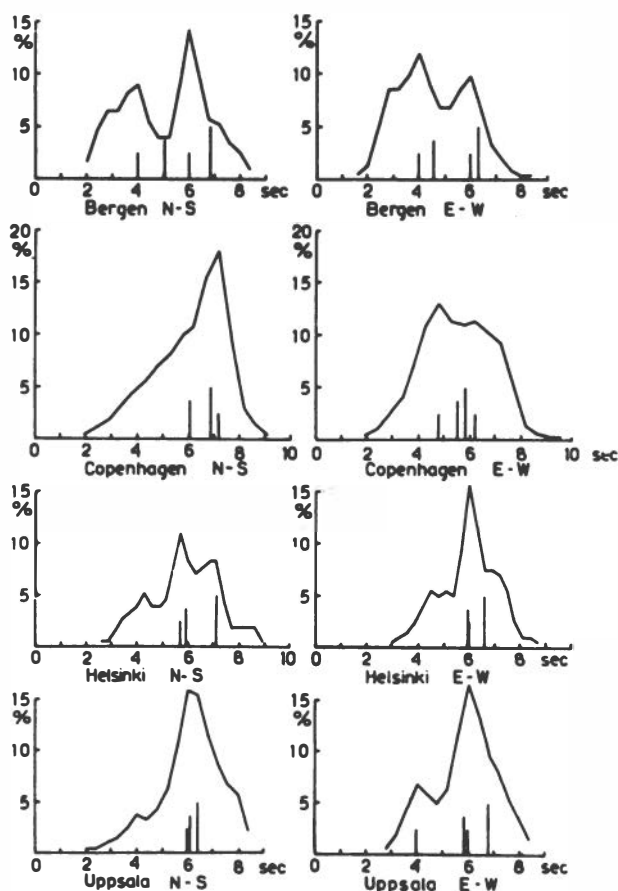 15 %
10
5
0 2 4 6 8 sec
Bergen N-S
15 %
10
5
0 2 4 6 8 sec
Bergen E-W
20 %
15
10
5
0 2 4 6 8 10
Copenhagen N-S
20 %
15
10
5
0 2 4 6 8 10 sec
Copenhagen E-W
15 %
10
5
0 2 4 6 8 10
Helsinki N-S
15 %
10
5
0 2 4 6 8 sec
Helsinki E-W
15 %
10
5
0 2 4 6 8 sec
Uppsala N-S
15 %
10
5
0 2 4 6 8 sec
Uppsala E-W